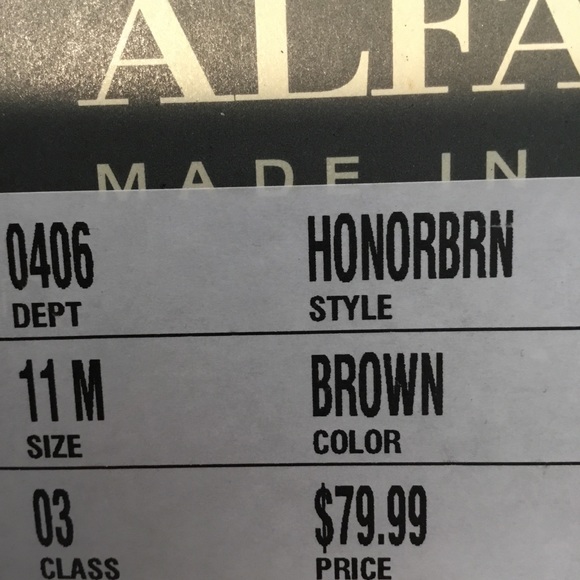 ALFA
MADE IN
0406 HONORBRN
DEPT STYLE
11 M BROWN
SIZE COLOR
03 $79.99
CLASS PRICE